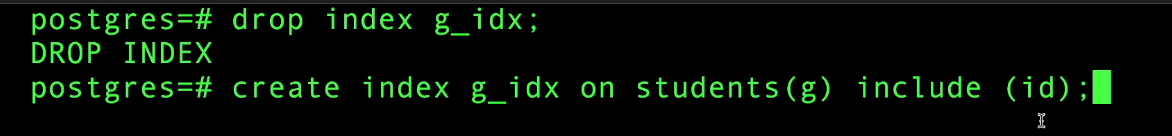 postgres=# drop index g_idx;
DROP INDEX
postgres=# create index g_idx on students(g) include (id);